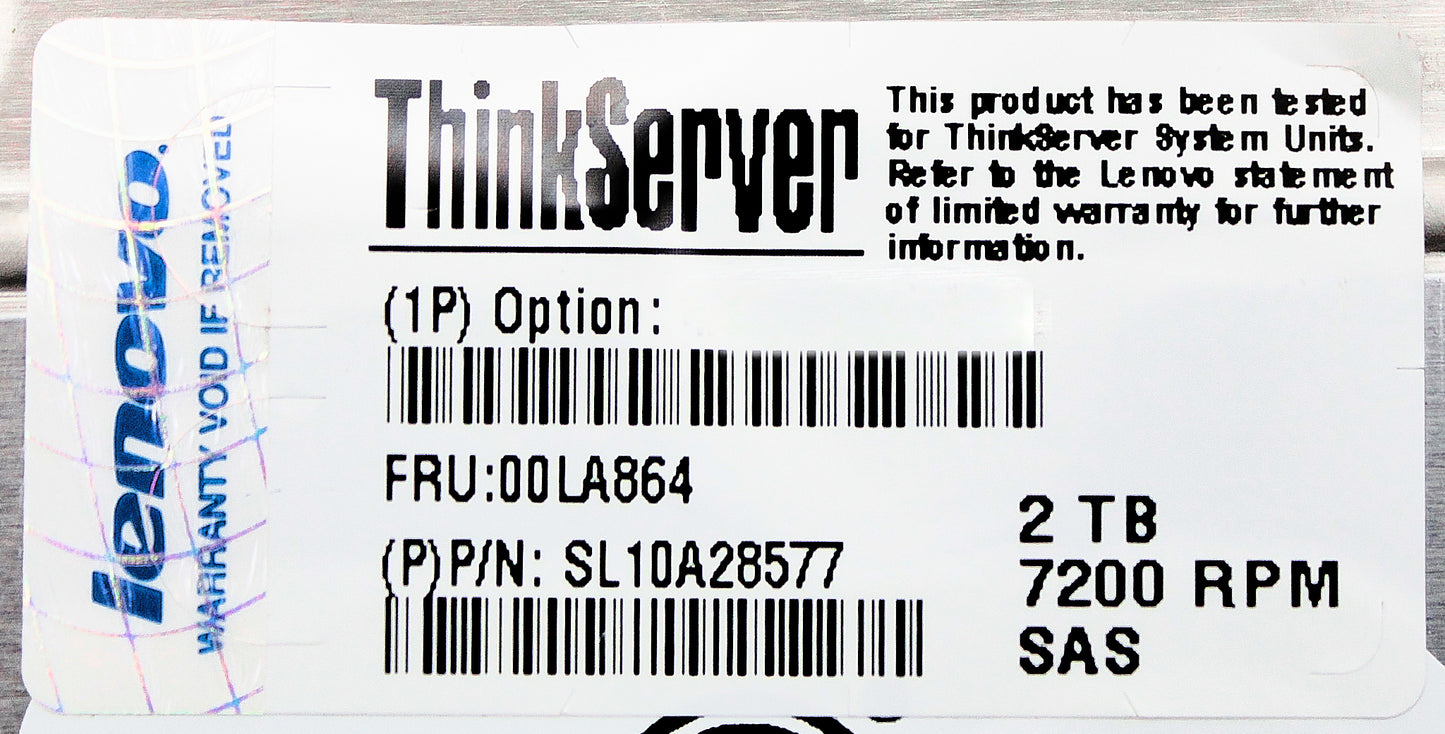 lenovo
WARRANTY VOID IF REMOVED
ThinkServer
This product has been tested
for ThinkServer System Units.
Refer to the Lenovo statement
of limited warranty for further
information.
(1P) Option:
FRU:00LA864
(P)P/N: SL10A28577
2 TB
7200 RPM
SAS